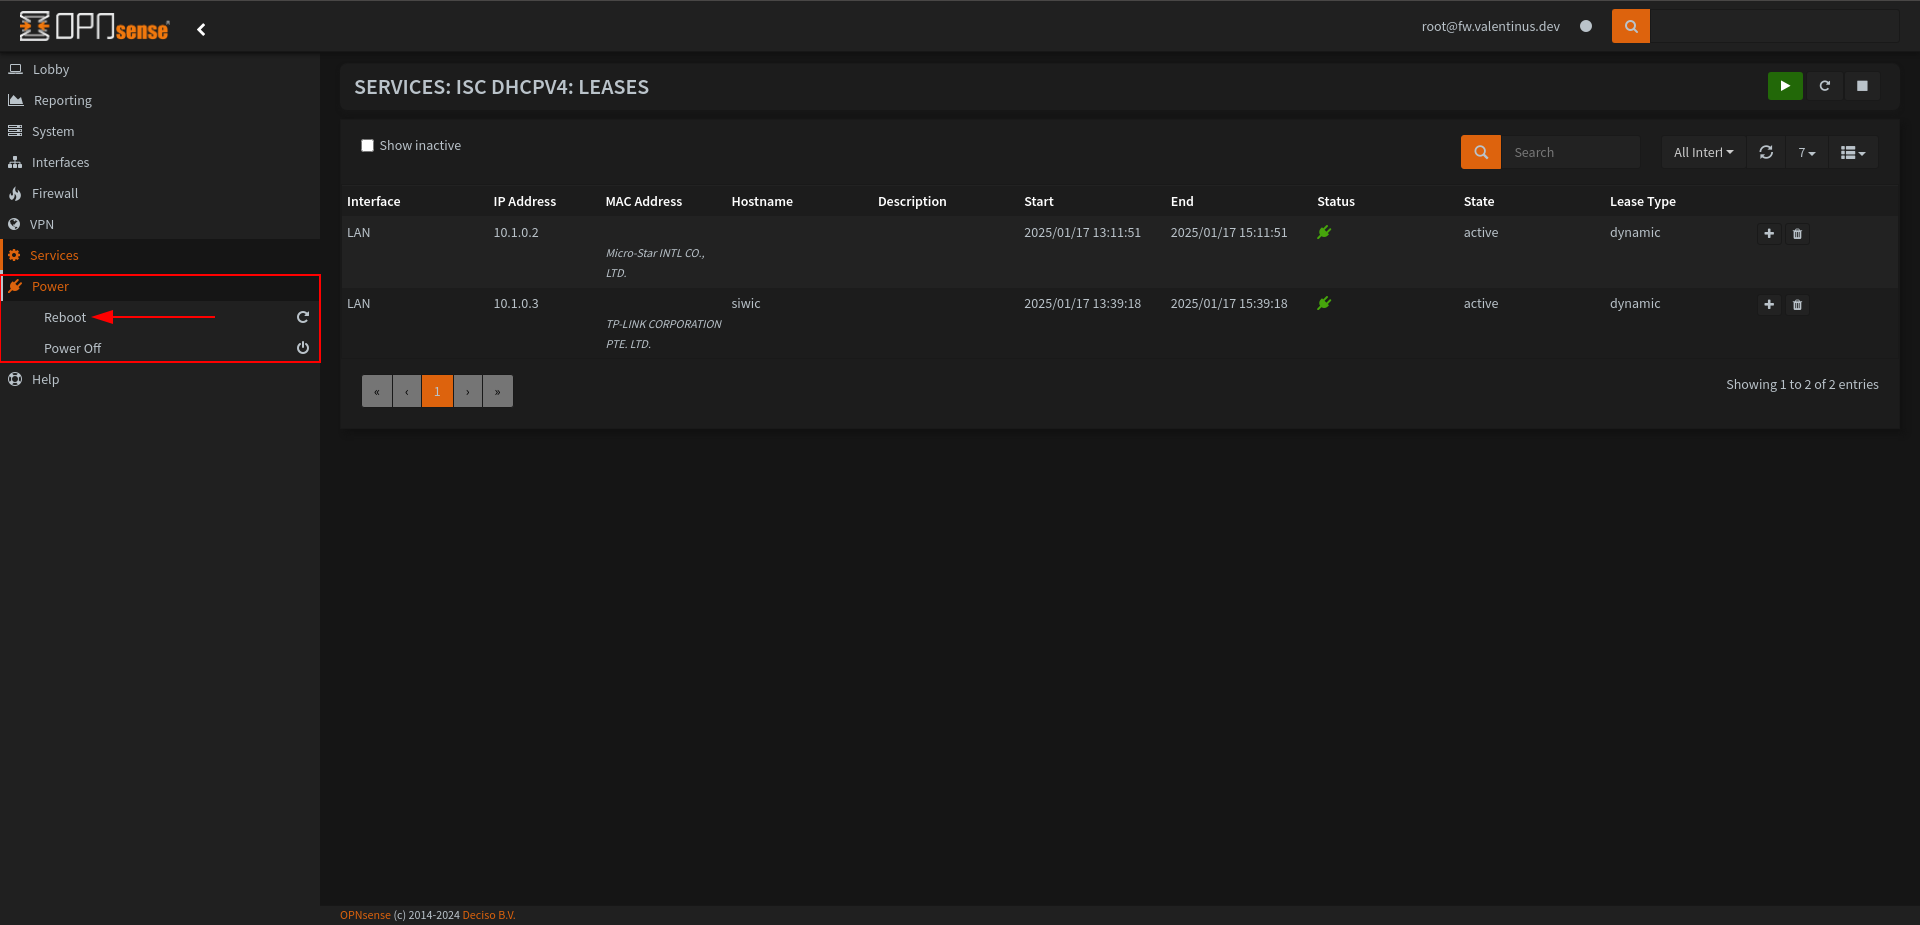 OPNsense
root@fw.valentinus.dev
Lobby
Reporting
System
Interfaces
Firewall
VPN
Services
Power
Reboot
Power Off
Help
SERVICES: ISC DHCPV4: LEASES
Show inactive
Search
All Interf
7
Interface IP Address MAC Address Hostname Description Start End Status State Lease Type
LAN 10.1.0.2 2025/01/17 13:11:51 2025/01/17 15:11:51 active dynamic
Micro-Star INTL CO.,
LTD.
LAN 10.1.0.3 siwic 2025/01/17 13:39:18 2025/01/17 15:39:18 active dynamic
TP-LINK CORPORATION
PTE. LTD.
« ‹ 1 › »
Showing 1 to 2 of 2 entries
OPNsense (c) 2014-2024 Deciso B.V.